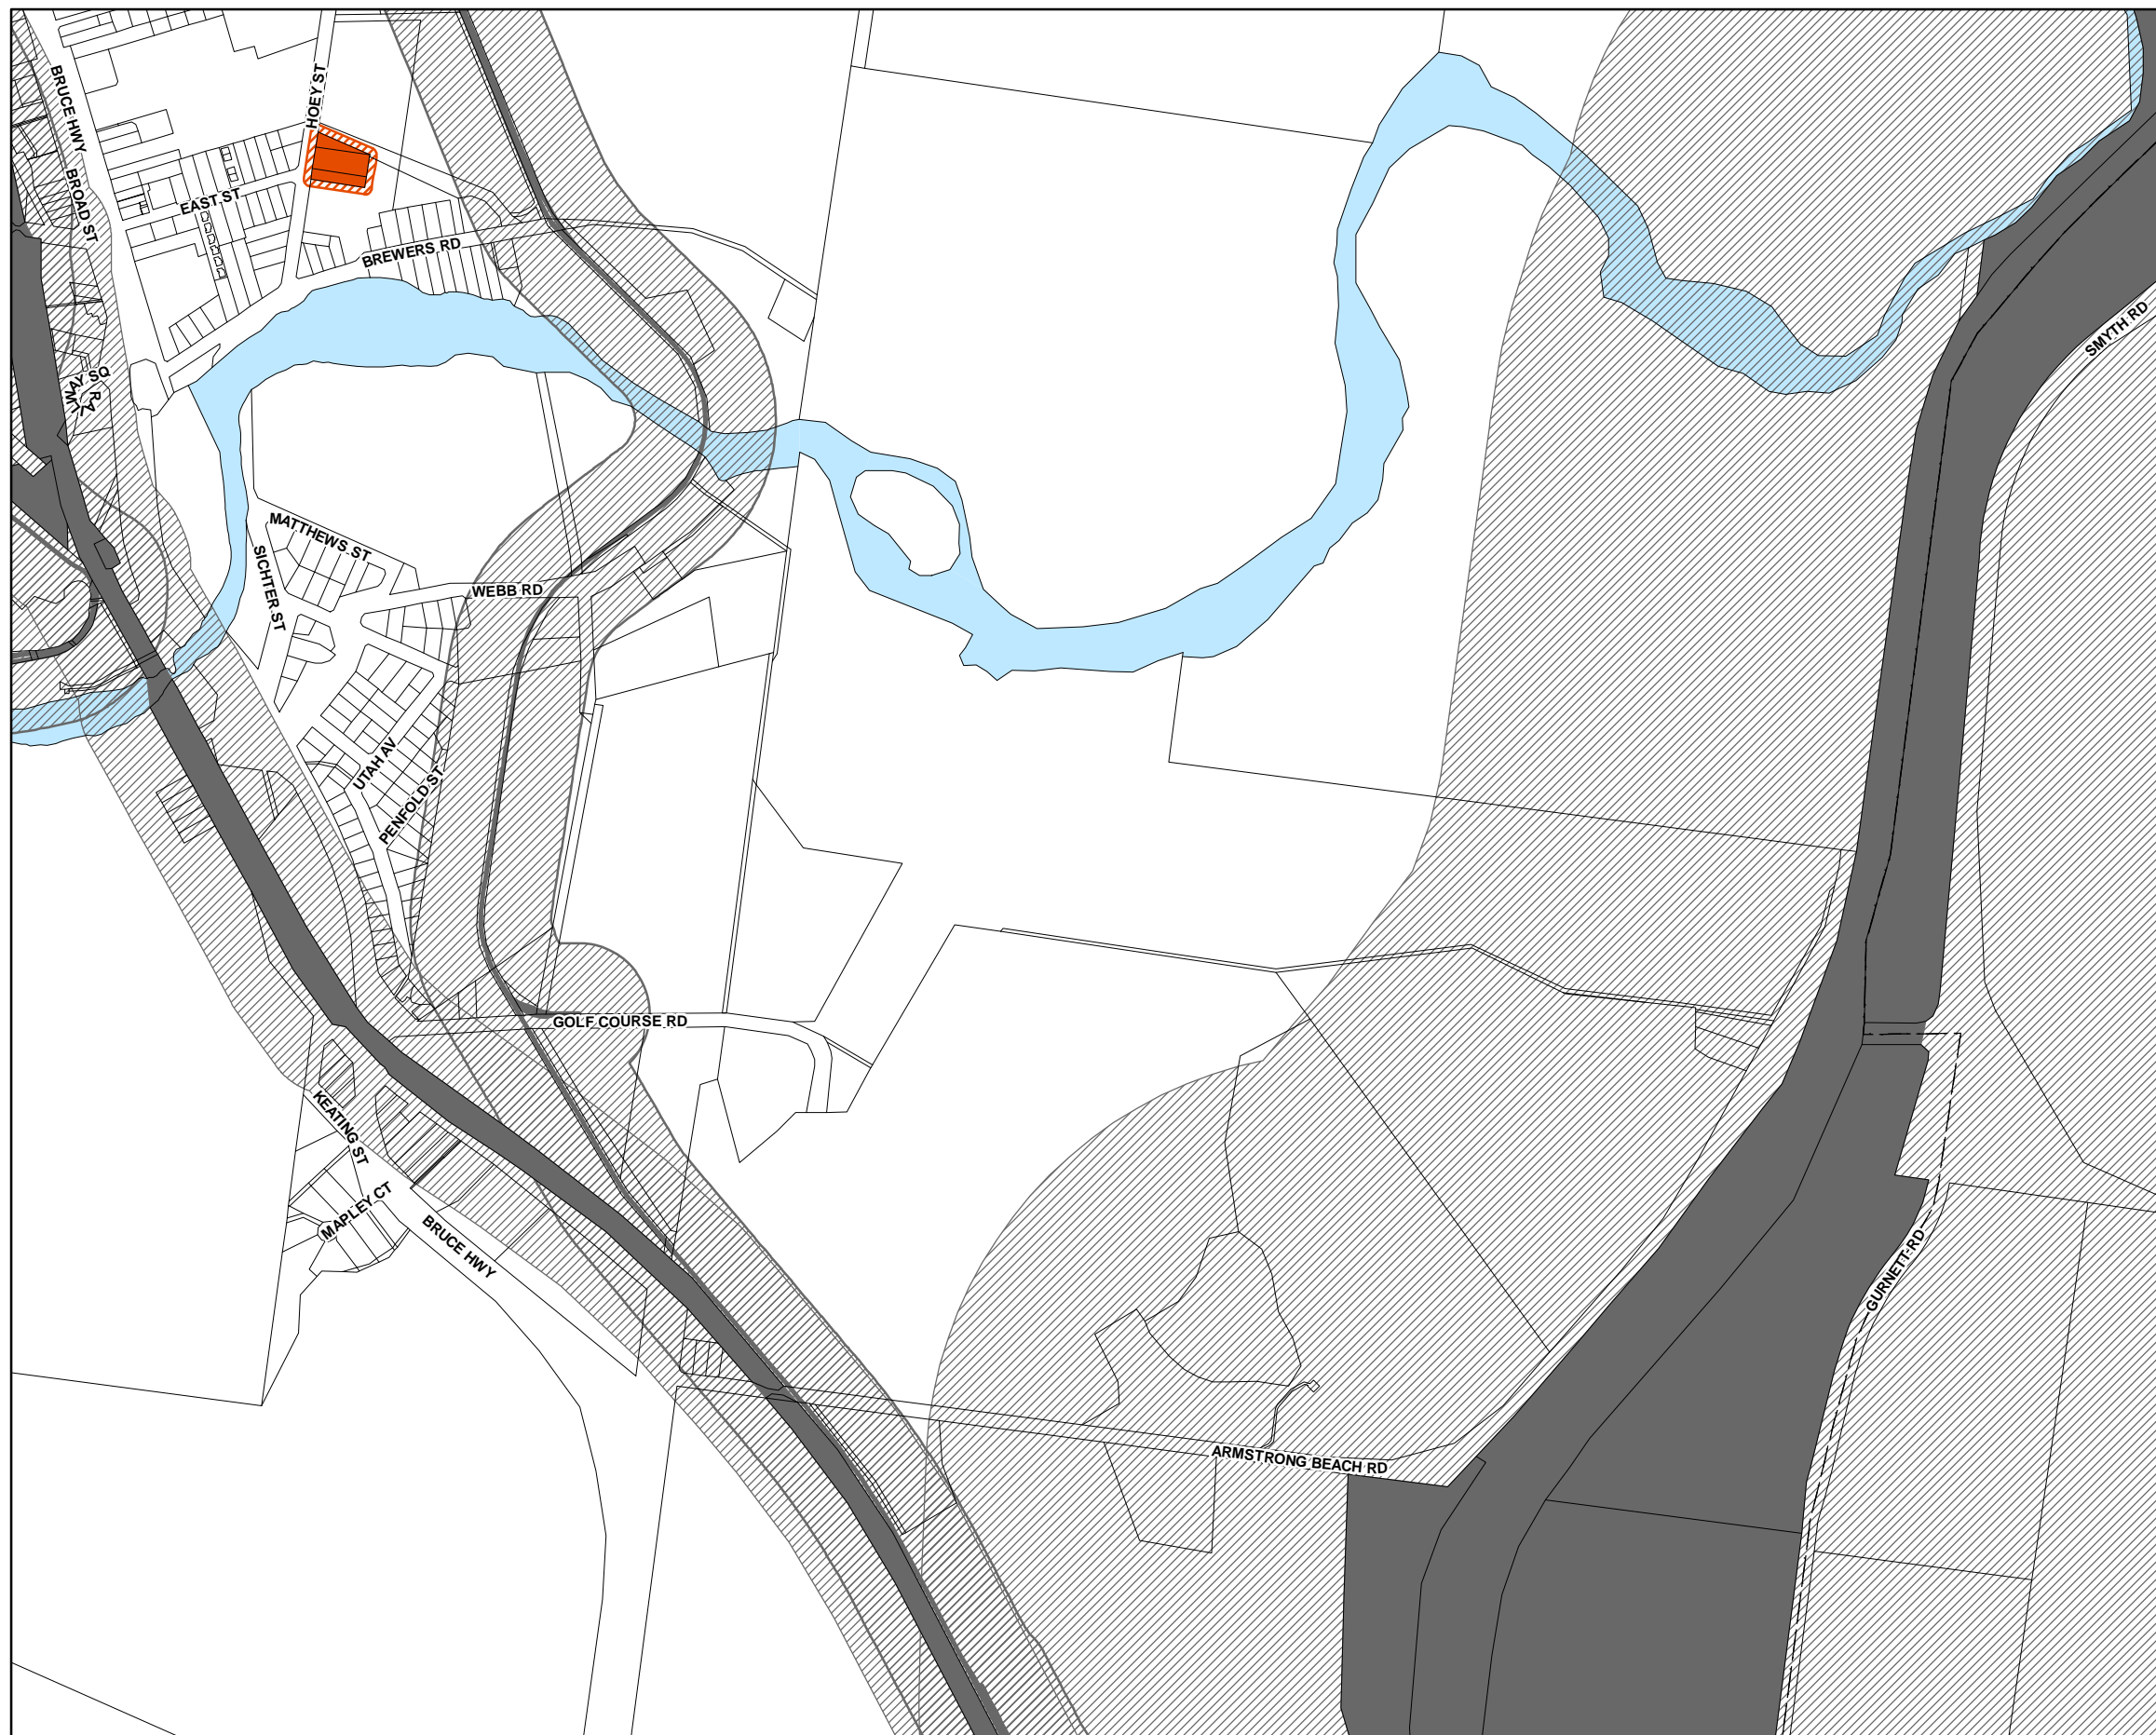 HOEY ST
BRUCE HWY
BROAD ST
EAST ST
BREWERS RD
SMYTH RD
MATTHEWS ST
SICHTER ST
WEBB RD
UTAH AV
PENFOLD ST
GOLF COURSE RD
KEATING ST
MAPLEY CT
BRUCE HWY
GURNETT RD
ARMSTRONG BEACH RD